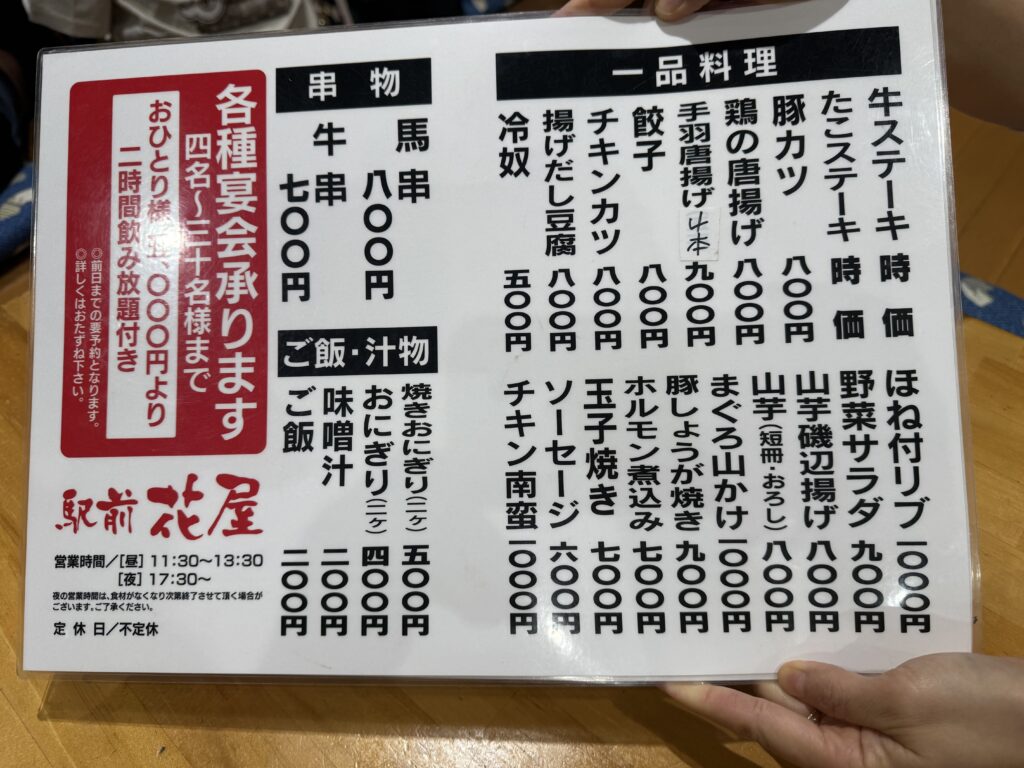 一品料理
牛ステーキ 時価
たこステーキ 時価
豚カツ 八〇〇円
鶏の唐揚げ 八〇〇円
手羽唐揚げ 4本 九〇〇円
餃子 八〇〇円
チキンカツ 八〇〇円
揚げだし豆腐 八〇〇円
冷奴 五〇〇円
ほね付リブ 一〇〇〇円
野菜サラダ 九〇〇円
山芋磯辺揚げ 八〇〇円
山芋(短冊・おろし) 八〇〇円
まぐろ山かけ 一〇〇〇円
豚しょうが焼き 九〇〇円
ホルモン煮込み 七〇〇円
玉子焼き 七〇〇円
ソーセージ 六〇〇円
チキン南蛮 一〇〇〇円
串物
馬串 八〇〇円
牛串 七〇〇円
ご飯・汁物
焼きおにぎり(二ヶ) 五〇〇円
おにぎり(二ヶ) 四〇〇円
味噌汁 二〇〇円
ご飯 二〇〇円
各種宴会承ります
四名〜三十名様まで
おひとり様 〇〇〇円より
二時間飲み放題付き
◎前日までの要予約となります。
◎詳しくはおたずね下さい。
駅前 花屋
営業時間/[昼] 11:30〜13:30
[夜] 17:30〜
夜の営業時間は、食材がなくなり次第終了させて頂く場合が
ございます。ご了承ください。
定休日/不定休